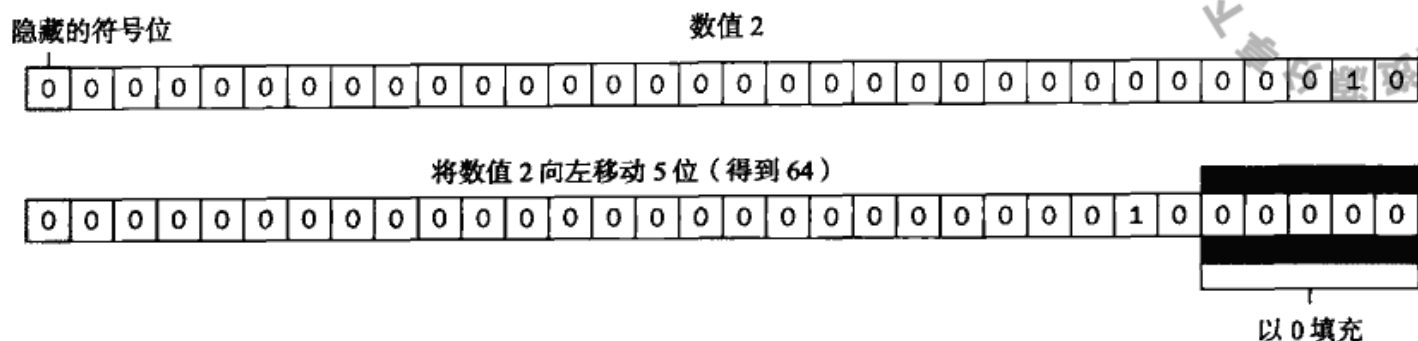 隐藏的符号位 数值 2
0 0 0 0 0 0 0 0 0 0 0 0 0 0 0 0 0 0 0 0 0 0 0 0 0 0 0 0 0 0 1 0
将数值 2 向左移动 5 位（得到 64）
0 0 0 0 0 0 0 0 0 0 0 0 0 0 0 0 0 0 0 0 0 0 0 0 0 1 0 0 0 0 0 0
以 0 填充